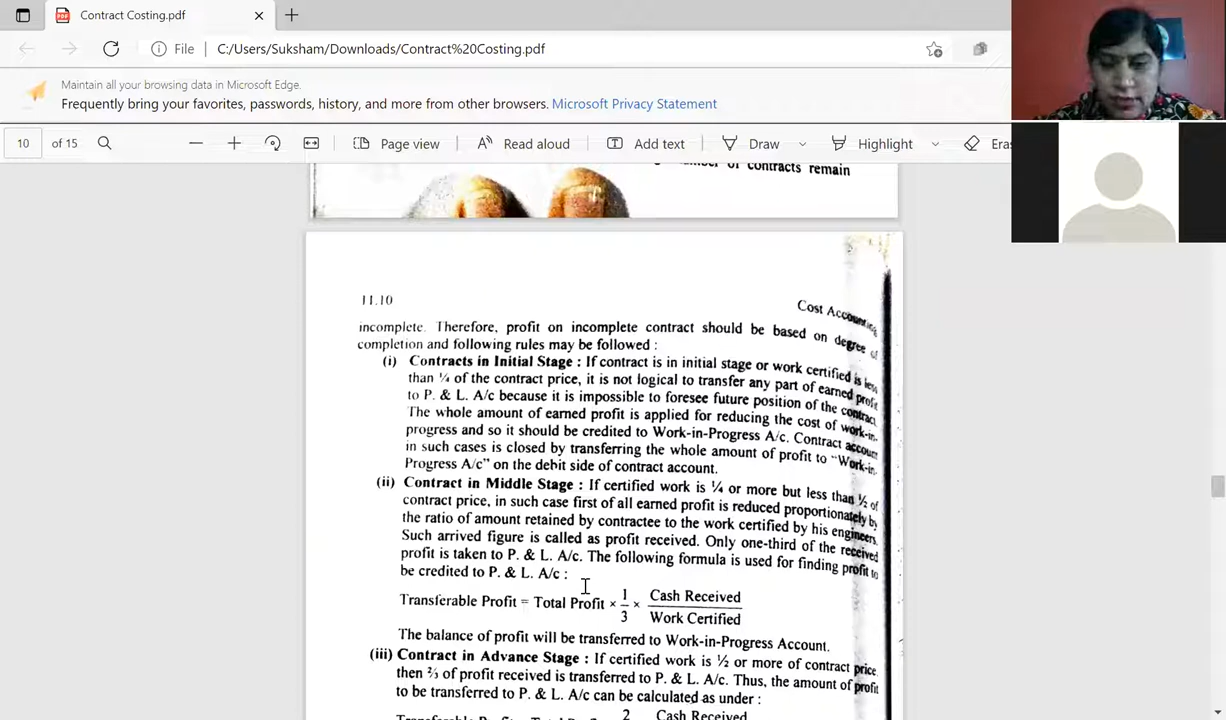 Contract Costing.pdf
File C:/Users/Suksham/Downloads/Contract%20Costing.pdf
Maintain all your browsing data in Microsoft Edge.
Frequently bring your favorites, passwords, history, and more from other browsers. Microsoft Privacy Statement
10 of 15 Page view Read aloud Add text Draw Highlight Eras
number of contracts remain
11.10
Cost Accounting
incomplete. Therefore, profit on incomplete contract should be based on degree of
completion and following rules may be followed :
(i) Contracts in Initial Stage : If contract is in initial stage or work certified is less
than ¼ of the contract price, it is not logical to transfer any part of earned profit
to P. & L. A/c because it is impossible to foresee future position of the contract
The whole amount of earned profit is applied for reducing the cost of work-in-
progress and so it should be credited to Work-in-Progress A/c. Contract account
in such cases is closed by transferring the whole amount of profit to "Work-in-
Progress A/c" on the debit side of contract account.
(ii) Contract in Middle Stage : If certified work is ¼ or more but less than ½ of
contract price, in such case first of all earned profit is reduced proportionately by
the ratio of amount retained by contractee to the work certified by his engineers.
Such arrived figure is called as profit received. Only one-third of the received
profit is taken to P. & L. A/c. The following formula is used for finding profit to
be credited to P. & L. A/c :
Transferable Profit = Total Profit × 1/3 × Cash Received / Work Certified
The balance of profit will be transferred to Work-in-Progress Account.
(iii) Contract in Advance Stage : If certified work is ½ or more of contract price
then ⅔ of profit received is transferred to P. & L. A/c. Thus, the amount of profit
to be transferred to P. & L. A/c can be calculated as under :
2 Cash Received